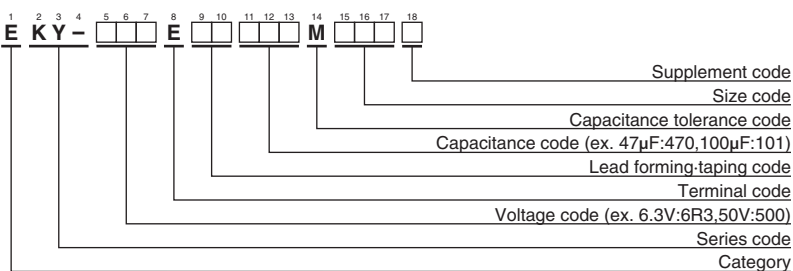 1 2 3 4 5 6 7 8 9 10 11 12 13 14 15 16 17 18
E KY– E M
Supplement code
Size code
Capacitance tolerance code
Capacitance code (ex. 47μF:470,100μF:101)
Lead forming·taping code
Terminal code
Voltage code (ex. 6.3V:6R3,50V:500)
Series code
Category